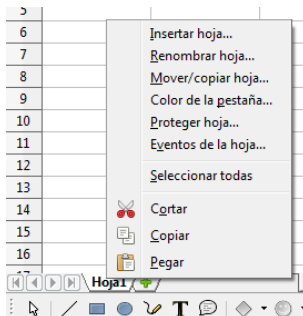 5
6
7
8
9
10
11
12
13
14
15
16
17
Insertar hoja...
Renombrar hoja...
Mover/copiar hoja...
Color de la pestaña...
Proteger hoja...
Eventos de la hoja...
Seleccionar todas
Cortar
Copiar
Pegar
Hoja1
T